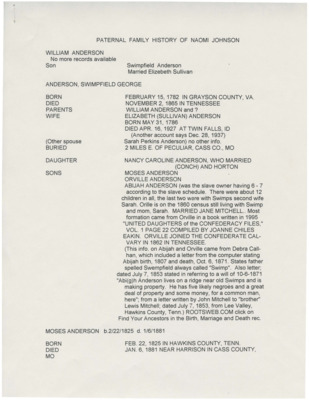 PATERNAL FAMILY HISTORY OF NAOMI JOHNSON
WILLIAM ANDERSON
No more records available
Son Swimpfield Anderson
Married Elizabeth Sullivan
ANDERSON, SWIMPFIELD GEORGE
BORN FEBRUARY 15, 1782 IN GRAYSON COUNTY, VA.
DIED NOVEMBER 2, 1865 IN TENNESSEE
PARENTS WILLIAM ANDERSON and ?
WIFE ELIZABETH (SULLIVAN) ANDERSON
BORN MAY 31, 1786
DIED APR. 16, 1927 AT TWIN FALLS, ID
(Another account says Dec. 28, 1937)
(Other spouse Sarah Perkins Anderson) no other info.
BURIED 2 MILES E. OF PECULIAR, CASS CO., MO
DAUGHTER NANCY CAROLINE ANDERSON, WHO MARRIED
(CONCH) AND HORTON
SONS MOSES ANDERSON
ORVILLE ANDERSON
ABIJAH ANDERSON (was the slave owner having 6 - 7
according to the slave schedule. There were about 12
children in all, the last two were with Swimps second wife
Sarah. Orille is on the 1860 census still living with Swimp
and mom, Sarah. MARRIED JANE MITCHELL. Most
formation came from Orville in a book written in 1995
"UNITED DAUGHTERS of the CONFEDERACY FILES,"
VOL. 1 PAGE 22 COMPILED BY JOANNE CHILES
EAKIN. ORVILLE JOINED THE CONFEDERATE CAL-
VARY IN 1862 IN TENNESSEE.
(This info. on Abijah and Orville came from Debra Cal-
han, which included a letter from the computer stating
Abijah birth, 1807 and death, Oct. 6, 1871. States father
spelled Swempfield always called "Swimp". Also letter;
dated July 7, 1853 stated in referring to a will of 10-6-1871
"Abijjjh Anderson lives on a ridge near old Swimps and is
making property. He has five likely negroes and a great
deal of property and some money, for a common man,
here"; from a letter written by John Mitchell to "brother"
Lewis Mitchell; dated July 7, 1853, from Lee Valley,
Hawkins County, Tenn.) ROOTSWEB.COM click on
Find Your Ancestors in the Birth, Marriage and Death rec.
MOSES ANDERSON b.2/22/1825 d. 1/6/1881
BORN FEB. 22, 1825 IN HAWKINS COUNTY, TENN.
DIED JAN. 6, 1881 NEAR HARRISON IN CASS COUNTY,
MO